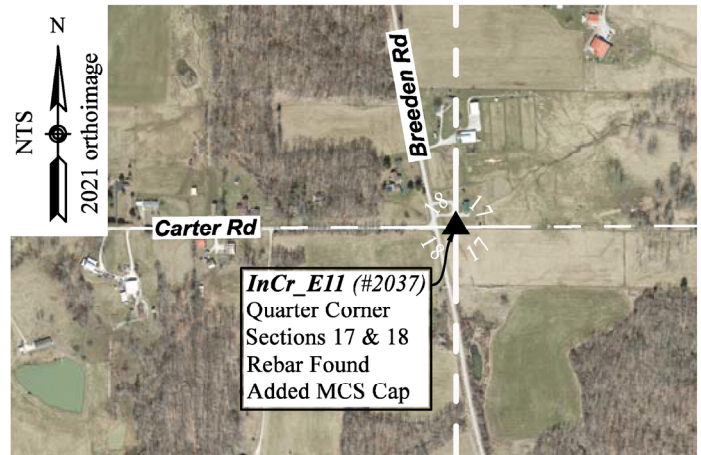 N
NTS
2021 orthoimage
Breeden Rd
Carter Rd
18 17
18 17
InCr_E11 (#2037)
Quarter Corner
Sections 17 & 18
Rebar Found
Added MCS Cap